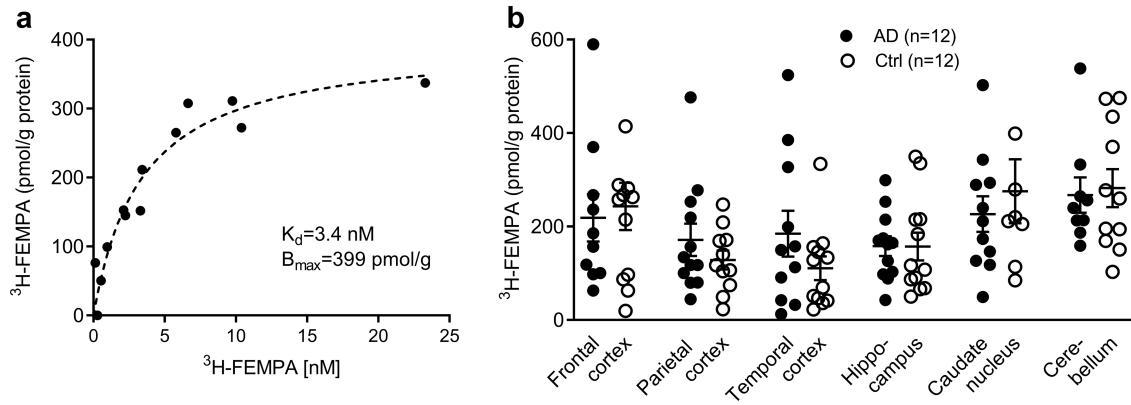 a
400
300
200
100
0
³H-FEMPA (pmol/g protein)
0 5 10 15 20 25
³H-FEMPA [nM]
Kd=3.4 nM
Bmax=399 pmol/g
b
600
400
200
0
³H-FEMPA (pmol/g protein)
AD (n=12)
Ctrl (n=12)
Frontal
cortex
Parietal
cortex
Temporal
cortex
Hippo-
campus
Caudate
nucleus
Cere-
bellum